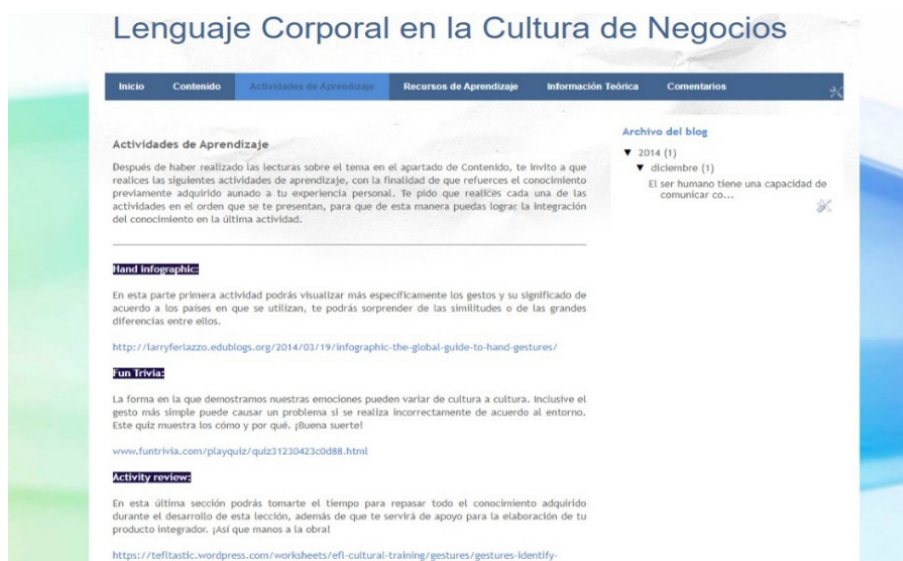 Lenguaje Corporal en la Cultura de Negocios
Inicio Contenido Actividades de Aprendizaje Recursos de Aprendizaje Información Teórica Comentarios
Actividades de Aprendizaje
Después de haber realizado las lecturas sobre el tema en el apartado de Contenido, te invito a que
realices las siguientes actividades de aprendizaje, con la finalidad de que refuerces el conocimiento
previamente adquirido aunado a tu experiencia personal. Te pido que realices cada una de las
actividades en el orden que se te presentan, para que de esta manera puedas lograr la integración
del conocimiento en la última actividad.
Hand infographic:
En esta parte primera actividad podrás visualizar más específicamente los gestos y su significado de
acuerdo a los países en que se utilizan, te podrás sorprender de las similitudes o de las grandes
diferencias entre ellos.
http://larryferlazzo.edublogs.org/2014/03/19/infographic-the-global-guide-to-hand-gestures/
Fun Trivia:
La forma en la que demostramos nuestras emociones pueden variar de cultura a cultura. Inclusive el
gesto más simple puede causar un problema si se realiza incorrectamente de acuerdo al entorno.
Este quiz muestra los cómo y por qué. ¡Buena suerte!
www.funtrivia.com/playquiz/quiz31230423c0d88.html
Activity review:
En esta última sección podrás tomarte el tiempo para repasar todo el conocimiento adquirido
durante el desarrollo de esta lección, además de que te servirá de apoyo para la elaboración de tu
producto integrador. ¡Así que manos a la obra!
https://tefltastic.wordpress.com/worksheets/efl-cultural-training/gestures/gestures-identify-
Archivo del blog
▼ 2014 (1)
▼ diciembre (1)
El ser humano tiene una capacidad de
comunicar co...